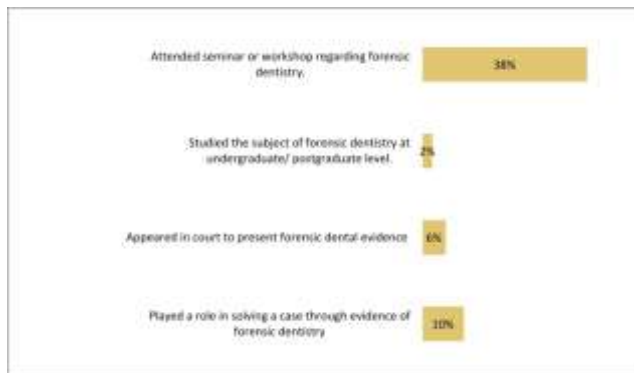 Attended seminar or workshop regarding forensic
dentistry.
38%
Studied the subject of forensic dentistry at
undergraduate/ postgraduate level.
2%
Appeared in court to present forensic dental evidence
6%
Played a role in solving a case through evidence of
forensic dentistry
10%